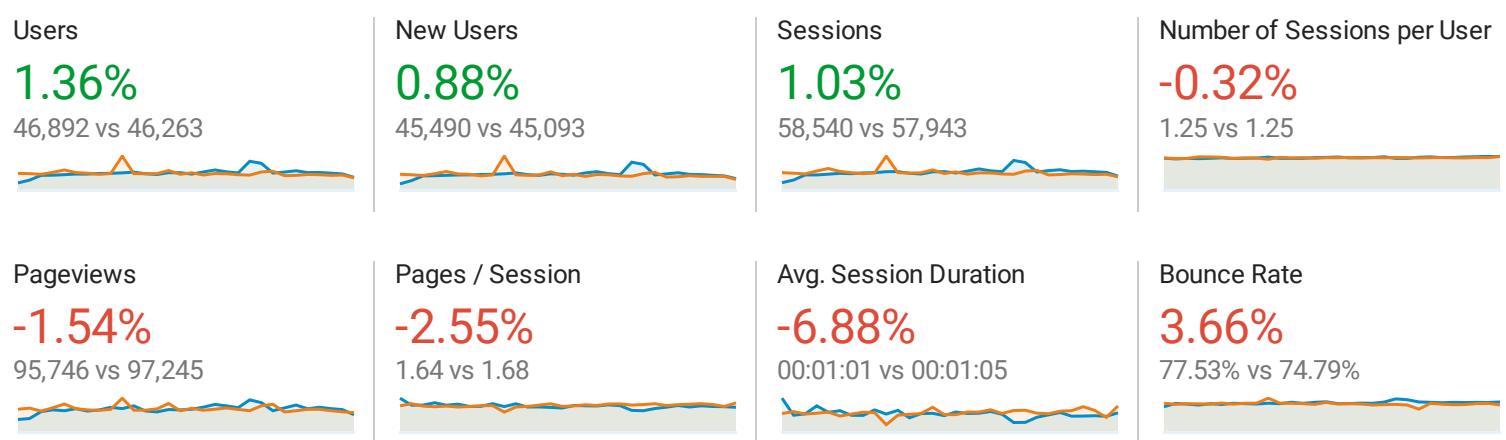 Users
1.36%
46,892 vs 46,263
New Users
0.88%
45,490 vs 45,093
Sessions
1.03%
58,540 vs 57,943
Number of Sessions per User
-0.32%
1.25 vs 1.25
Pageviews
-1.54%
95,746 vs 97,245
Pages / Session
-2.55%
1.64 vs 1.68
Avg. Session Duration
-6.88%
00:01:01 vs 00:01:05
Bounce Rate
3.66%
77.53% vs 74.79%